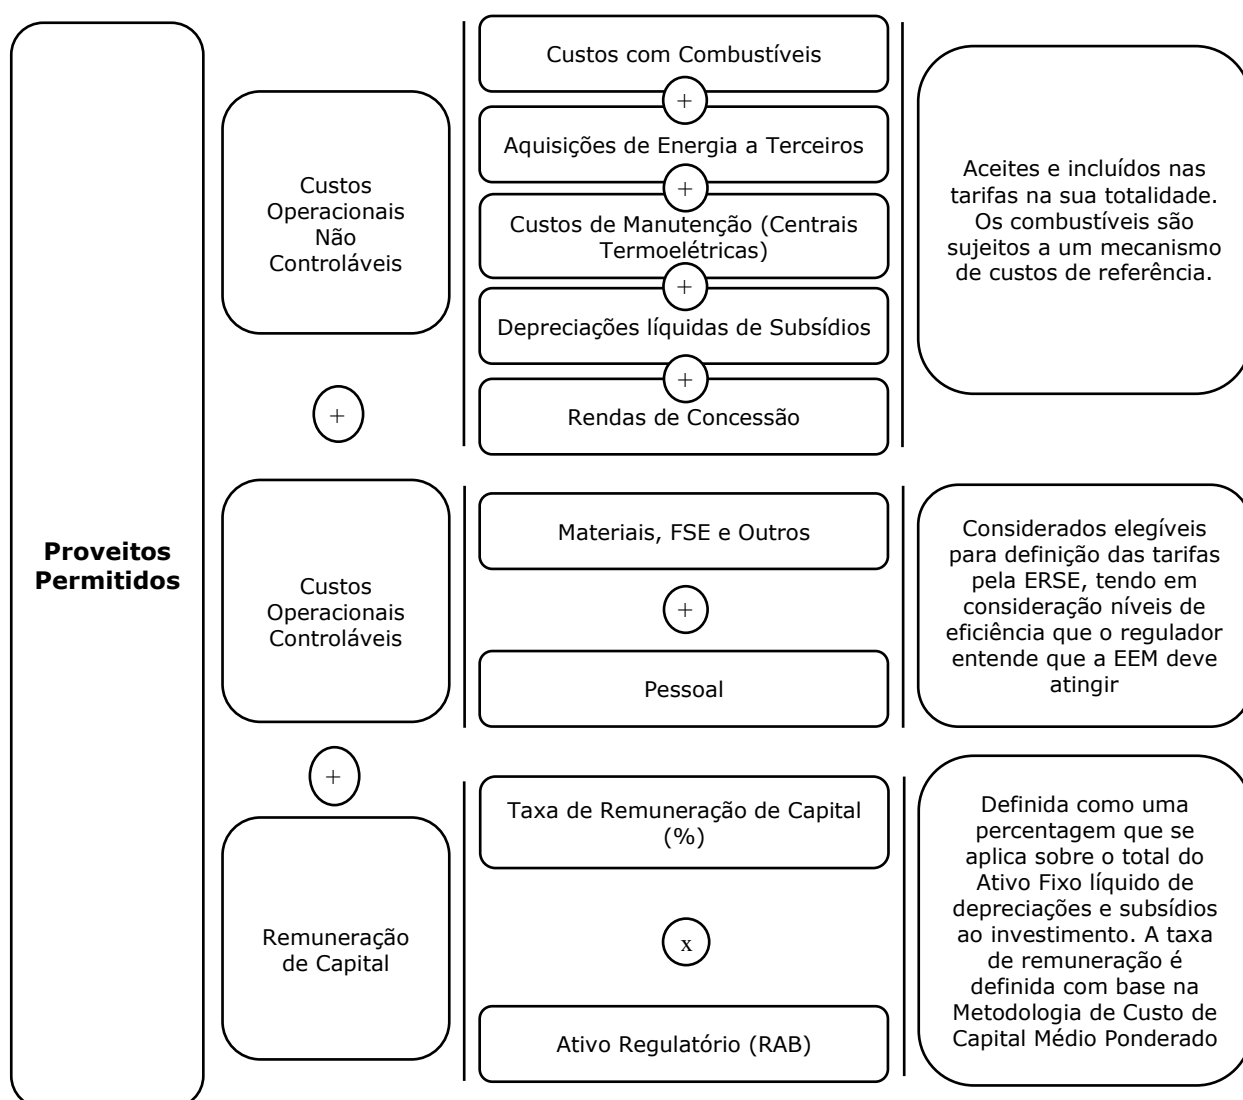 Proveitos
Permitidos
Custos
Operacionais
Não
Controláveis
+
Custos
Operacionais
Controláveis
+
Remuneração
de Capital
Custos com Combustíveis
+
Aquisições de Energia a Terceiros
+
Custos de Manutenção (Centrais
Termoelétricas)
+
Depreciações líquidas de Subsídios
+
Rendas de Concessão
Materiais, FSE e Outros
+
Pessoal
Taxa de Remuneração de Capital
(%)
x
Ativo Regulatório (RAB)
Aceites e incluídos nas
tarifas na sua totalidade.
Os combustíveis são
sujeitos a um mecanismo
de custos de referência.
Considerados elegíveis
para definição das tarifas
pela ERSE, tendo em
consideração níveis de
eficiência que o regulador
entende que a EEM deve
atingir
Definida como uma
percentagem que se
aplica sobre o total do
Ativo Fixo líquido de
depreciações e subsídios
ao investimento. A taxa
de remuneração é
definida com base na
Metodologia de Custo de
Capital Médio Ponderado